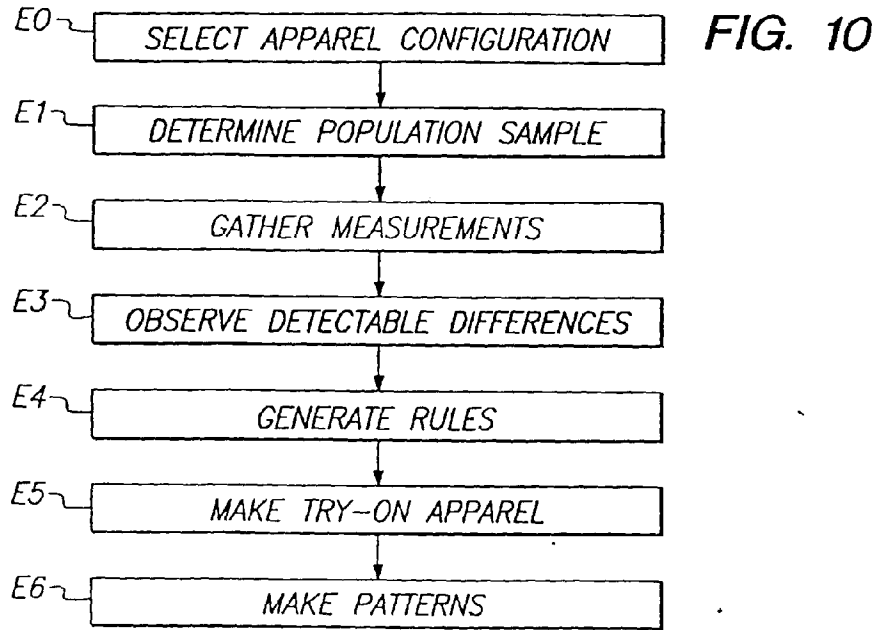 FIG. 10
E0 SELECT APPAREL CONFIGURATION
E1 DETERMINE POPULATION SAMPLE
E2 GATHER MEASUREMENTS
E3 OBSERVE DETECTABLE DIFFERENCES
E4 GENERATE RULES
E5 MAKE TRY-ON APPAREL
E6 MAKE PATTERNS